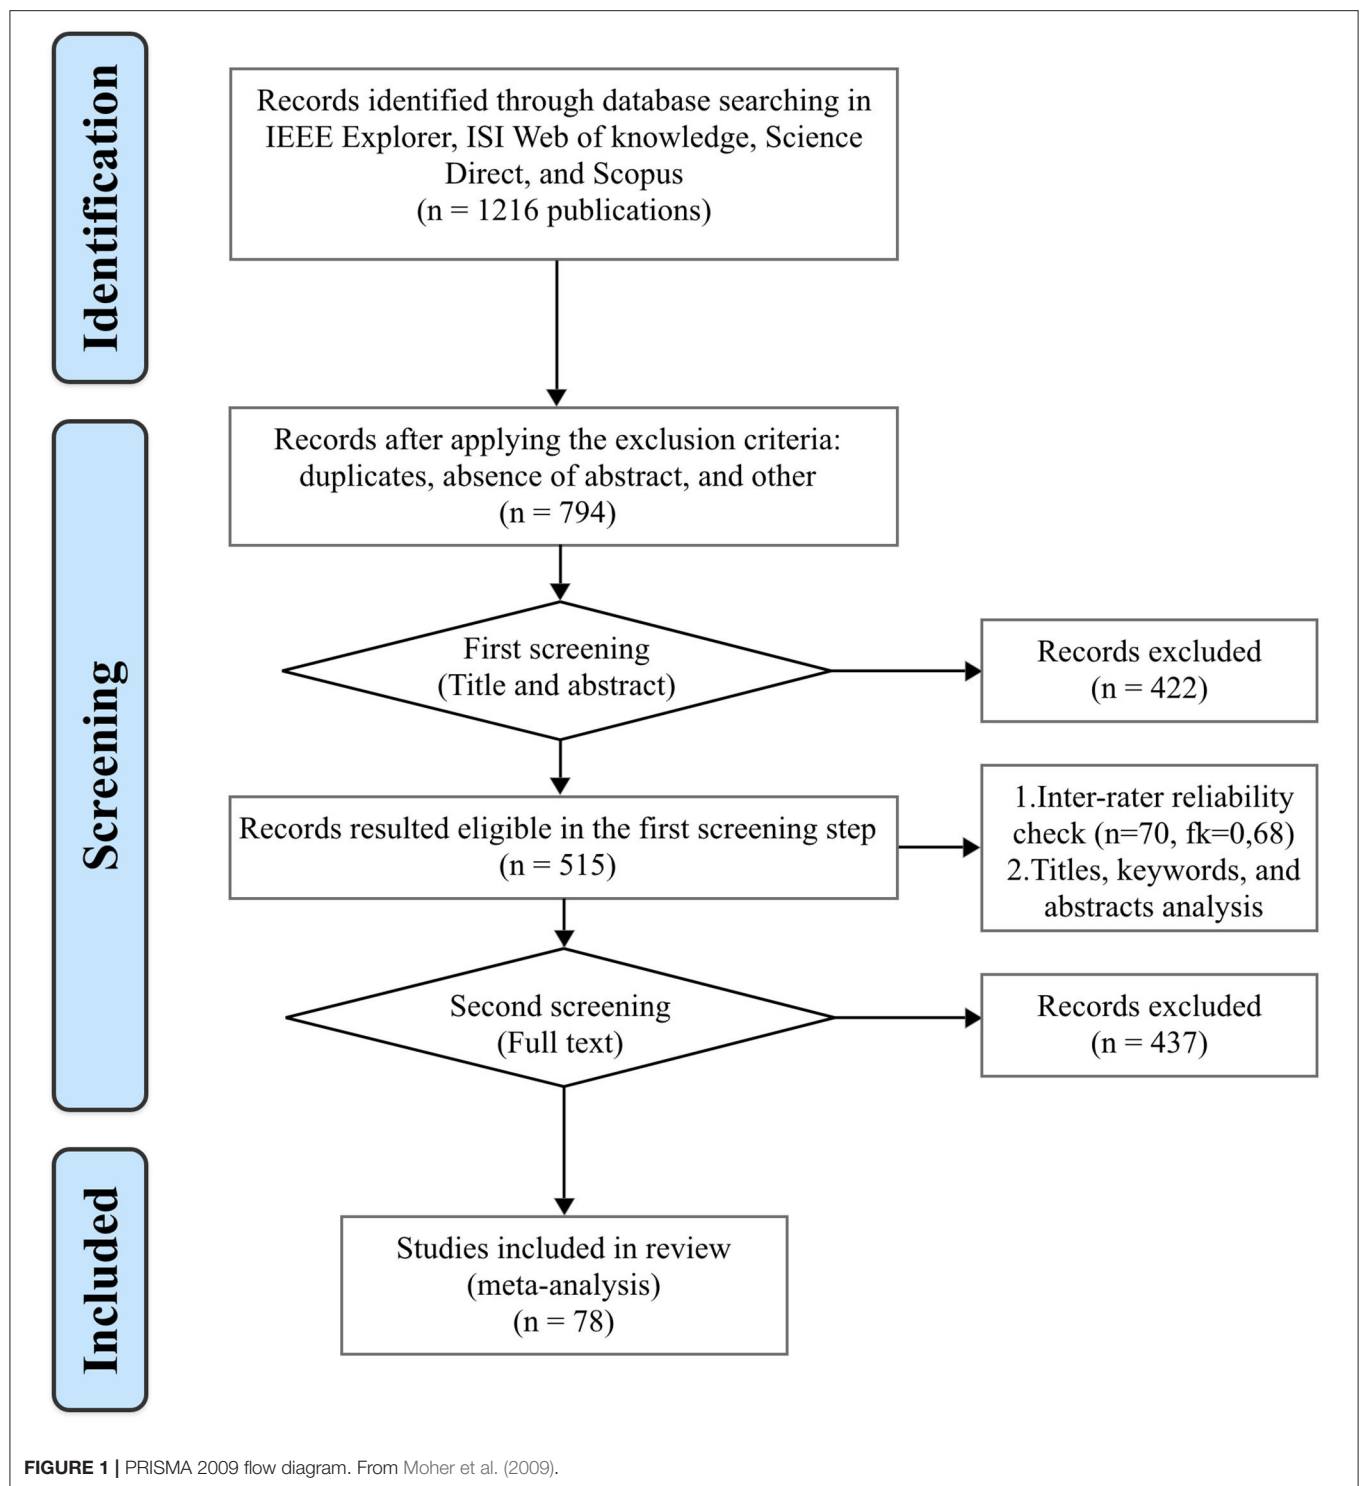 Identification
Records identified through database searching in
IEEE Explorer, ISI Web of knowledge, Science
Direct, and Scopus
(n = 1216 publications)
Screening
Records after applying the exclusion criteria:
duplicates, absence of abstract, and other
(n = 794)
First screening
(Title and abstract)
Records excluded
(n = 422)
Records resulted eligible in the first screening step
(n = 515)
1.Inter-rater reliability
check (n=70, fk=0,68)
2.Titles, keywords, and
abstracts analysis
Second screening
(Full text)
Records excluded
(n = 437)
Included
Studies included in review
(meta-analysis)
(n = 78)
FIGURE 1 | PRISMA 2009 flow diagram. From Moher et al. (2009).